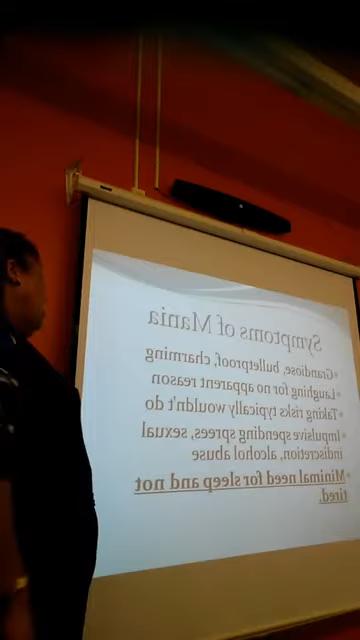 Symptoms of Mania
•Grandiose, bulletproof, charming
•Laughing for no apparent reason
•Taking risks typically wouldn't do
•Impulsive spending sprees, sexual
indiscretion, alcohol abuse
•Minimal need for sleep and not
tired.